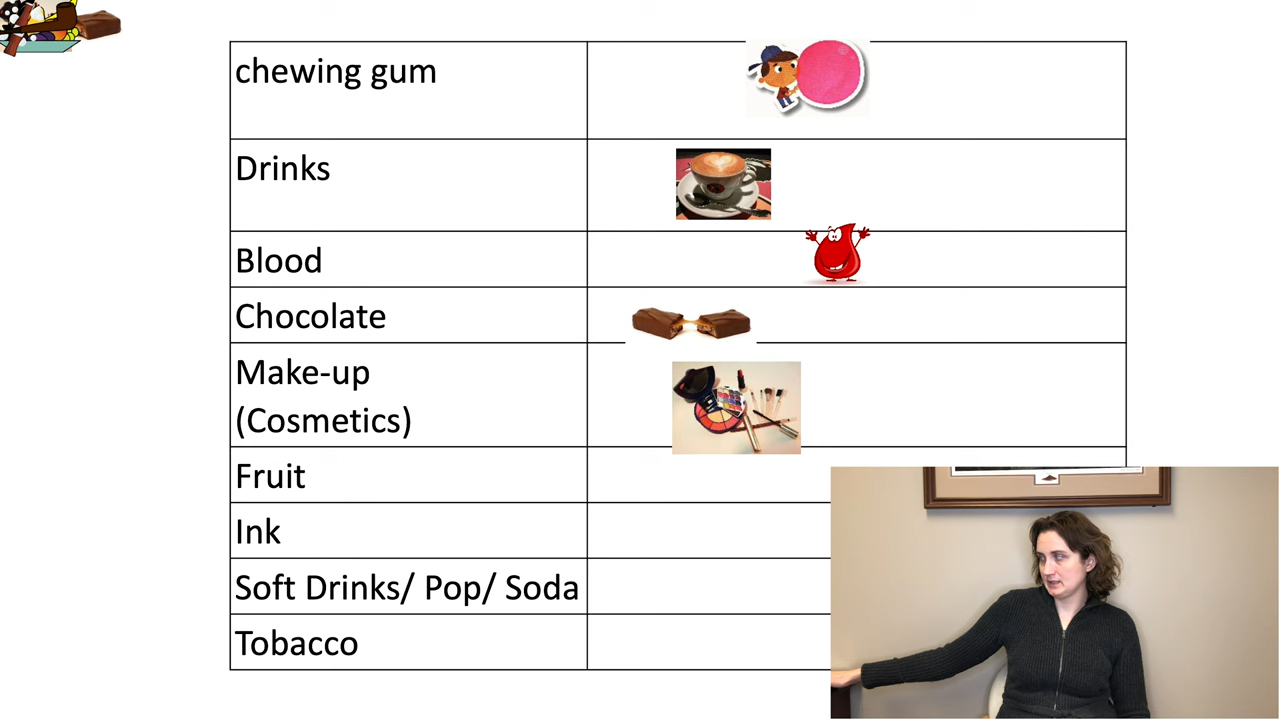 chewing gum
Drinks
Blood
Chocolate
Make-up
(Cosmetics)
Fruit
Ink
Soft Drinks/ Pop/ Soda
Tobacco